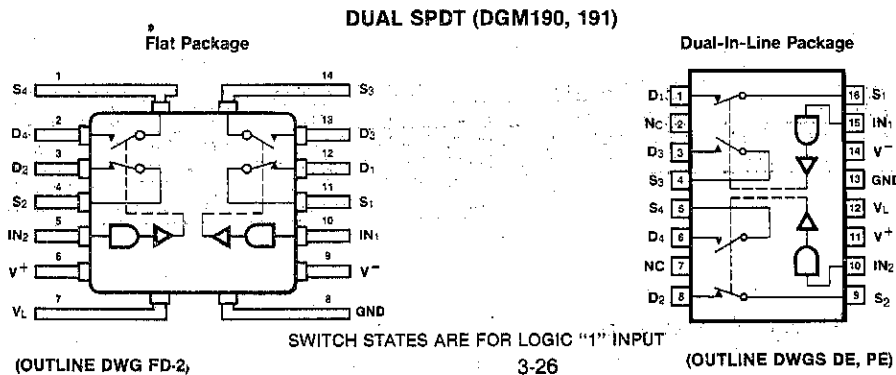 DUAL SPDT (DGM190, 191)
Flat Package
1
S4
14
S3
2
D4
13
D3
3
D2
12
D1
4
S2
11
S1
5
IN2
10
IN1
6
V+
9
V−
7
VL
8
GND
Dual-In-Line Package
D1 1
16 S1
NC 2
15 IN1
D3 3
14 V−
S3 4
13 GND
S4 5
12 VL
D4 6
11 V+
NC 7
10 IN2
D2 8
9 S2
SWITCH STATES ARE FOR LOGIC "1" INPUT
(OUTLINE DWG FD-2)
3-26
(OUTLINE DWGS DE, PE)